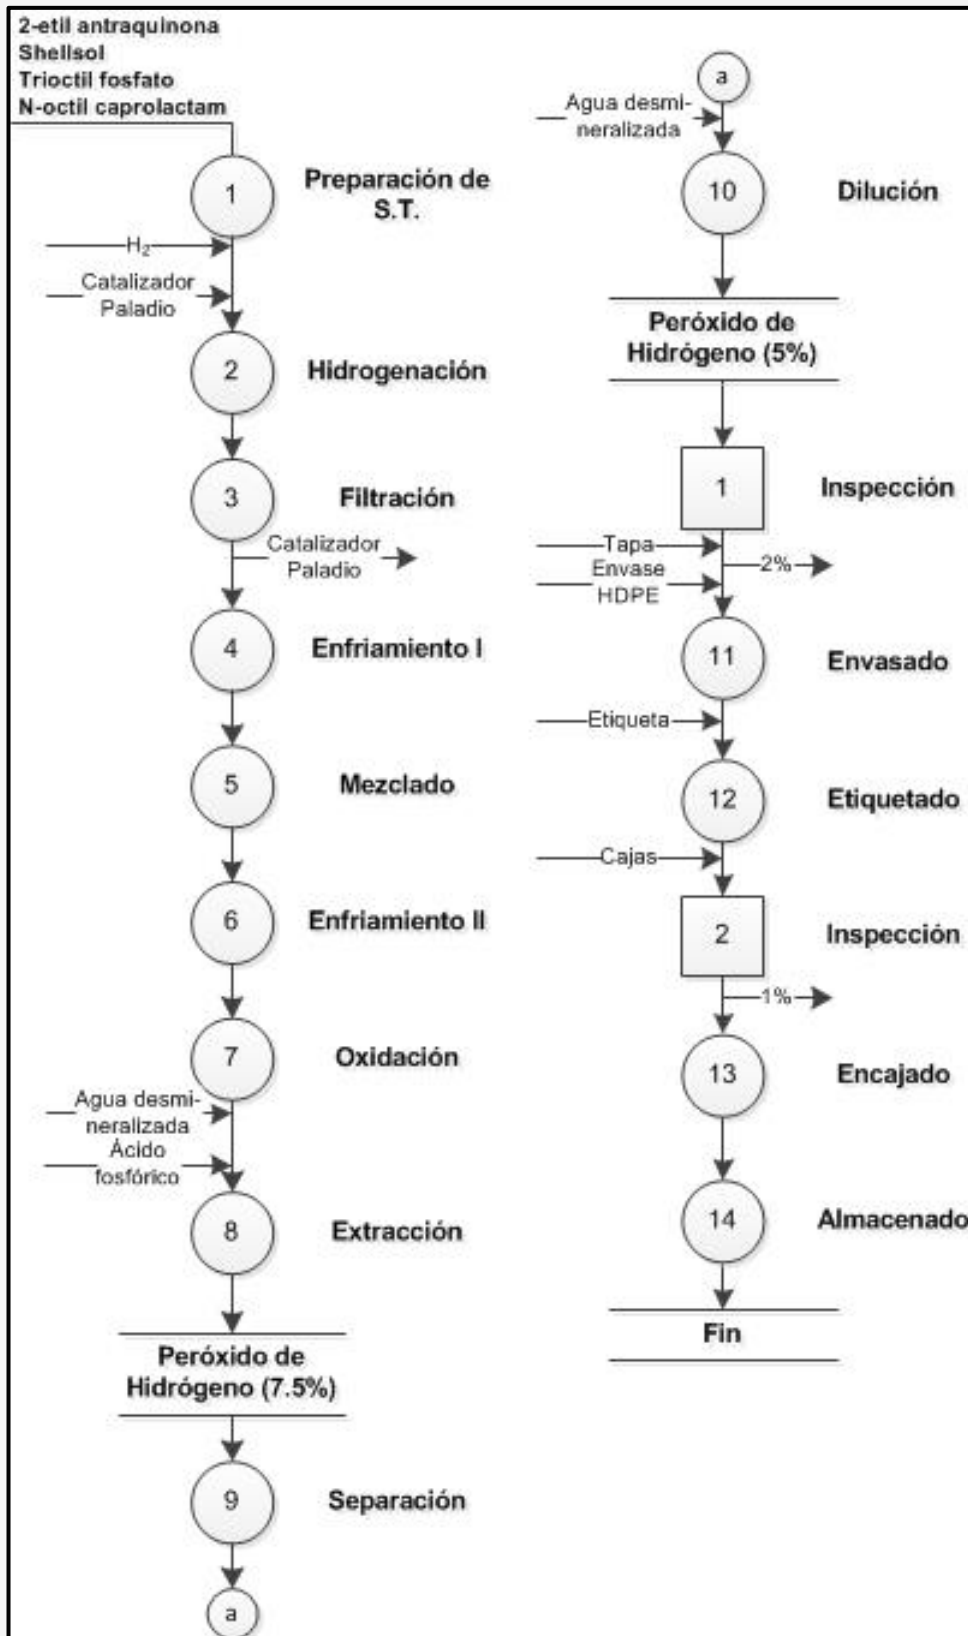 2-etil antraquinona
Shellsol
Trioctil fosfato
N-octil caprolactam
1
Preparación de
S.T.
H₂
Catalizador
Paladio
2
Hidrogenación
3
Filtración
Catalizador
Paladio
4
Enfriamiento I
5
Mezclado
6
Enfriamiento II
7
Oxidación
Agua desmi-
neralizada
Ácido
fosfórico
8
Extracción
Peróxido de
Hidrógeno (7.5%)
9
Separación
a
a
Agua desmi-
neralizada
10
Dilución
Peróxido de
Hidrógeno (5%)
1
Inspección
Tapa
2%
Envase
HDPE
11
Envasado
Etiqueta
12
Etiquetado
Cajas
2
Inspección
1%
13
Encajado
14
Almacenado
Fin